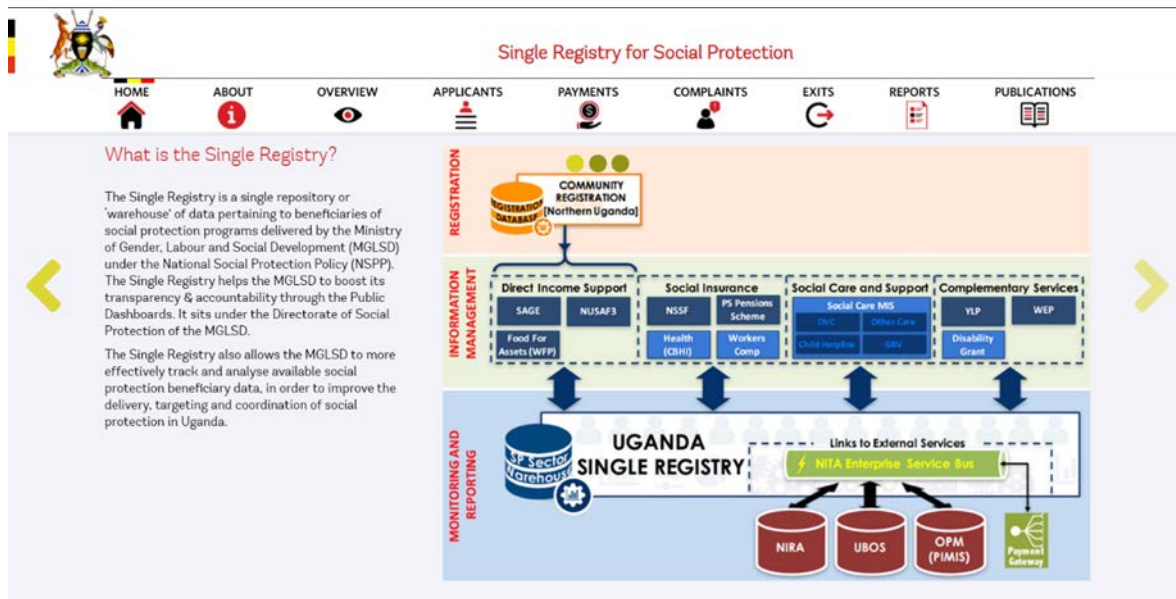 Single Registry for Social Protection
HOME
ABOUT
OVERVIEW
APPLICANTS
PAYMENTS
COMPLAINTS
EXITS
REPORTS
PUBLICATIONS
What is the Single Registry?
The Single Registry is a single repository or
'warehouse' of data pertaining to beneficiaries of
social protection programs delivered by the Ministry
of Gender, Labour and Social Development (MGLSD)
under the National Social Protection Policy (NSPP).
The Single Registry helps the MGLSD to boost its
transparency & accountability through the Public
Dashboards. It sits under the Directorate of Social
Protection of the MGLSD.
The Single Registry also allows the MGLSD to more
effectively track and analyse available social
protection beneficiary data, in order to improve the
delivery, targeting and coordination of social
protection in Uganda.
REGISTRATION
REGISTRATION
DATABASE
COMMUNITY
REGISTRATION
[Northern Uganda]
INFORMATION
MANAGEMENT
Direct Income Support
SAGE
NUSAF3
Food For
Assets (WFP)
Social Insurance
NSSF
PS Pensions
Scheme
Health
(CBHI)
Workers
Comp
Social Care and Support
Social Care MIS
OVC
Other Care
Child Helpline
GBV
Complementary Services
YLP
WEP
Disability
Grant
MONITORING AND
REPORTING
SP Sector
Warehouse
UGANDA
SINGLE REGISTRY
Links to External Services
NITA Enterprise Service Bus
NIRA
UBOS
OPM
(PIMIS)
Payment
Gateway